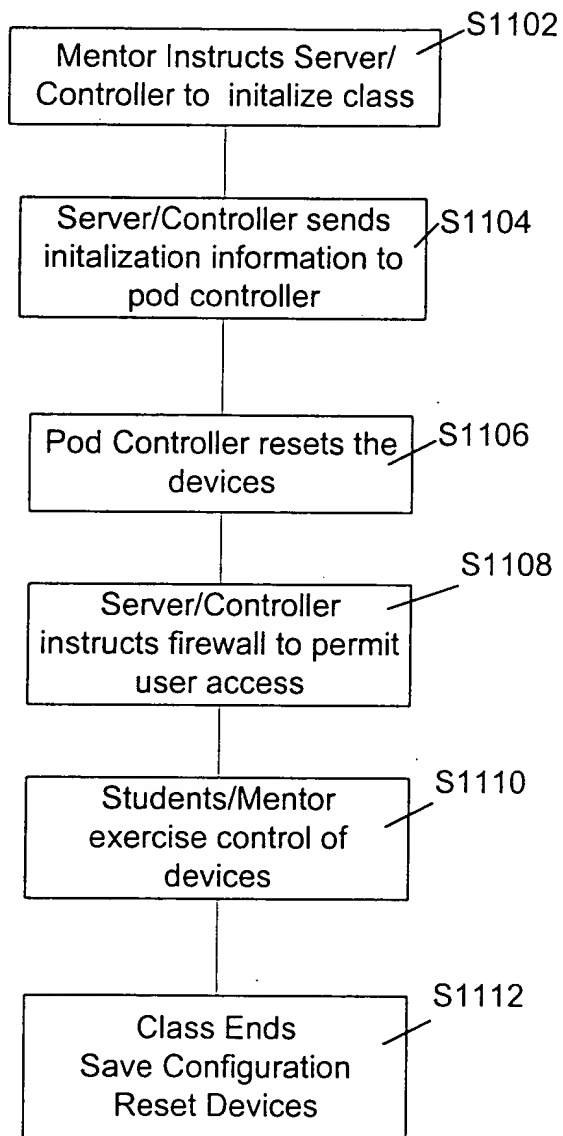 S1102
Mentor Instructs Server/
Controller to initalize class
S1104
Server/Controller sends
initalization information to
pod controller
S1106
Pod Controller resets the
devices
S1108
Server/Controller
instructs firewall to permit
user access
S1110
Students/Mentor
exercise control of
devices
S1112
Class Ends
Save Configuration
Reset Devices